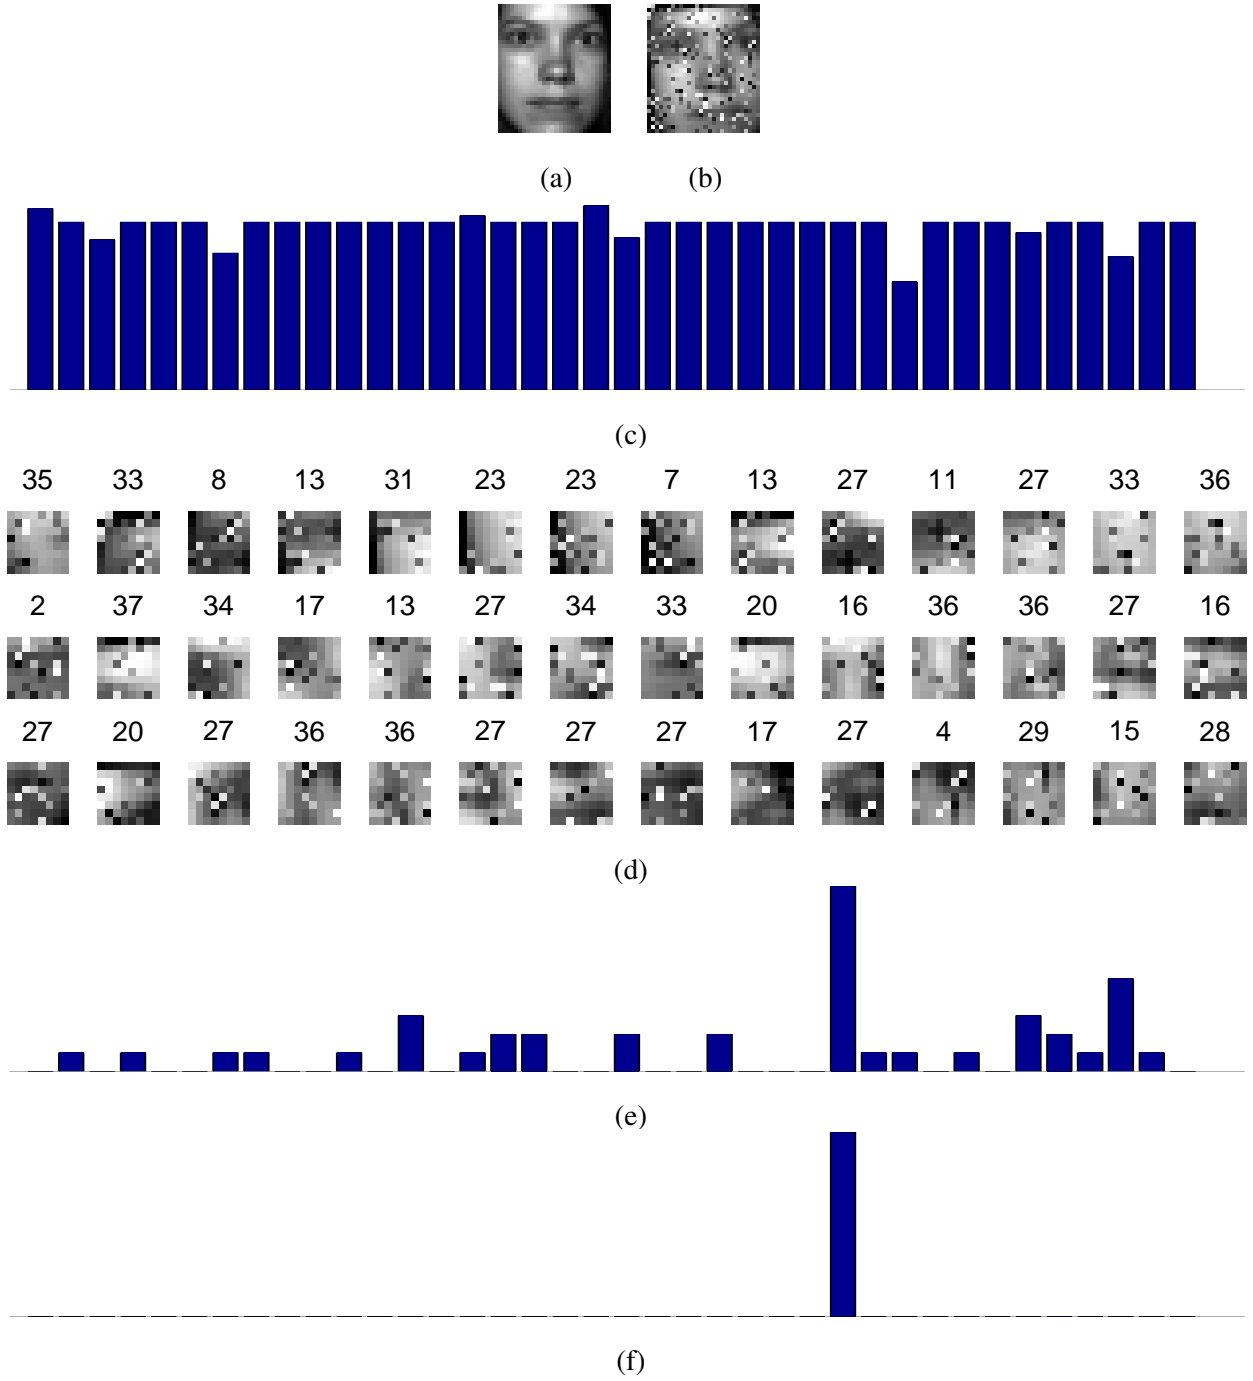 (a) (b)
(c)
35 33 8 13 31 23 23 7 13 27 11 27 33 36
2 37 34 17 13 27 34 33 20 16 36 36 27 16
27 20 27 36 36 27 27 27 17 27 4 29 15 28
(d)
(e)
(f)